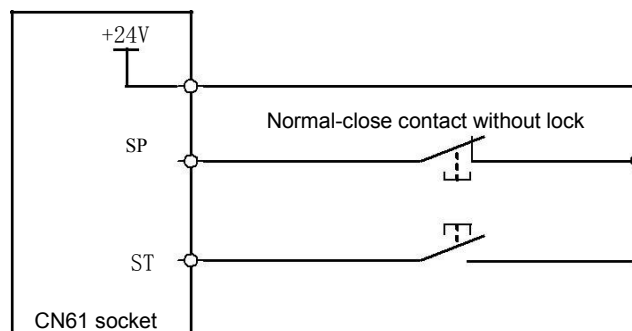 +24V
Normal-close contact without lock
SP
ST
CN61 socket